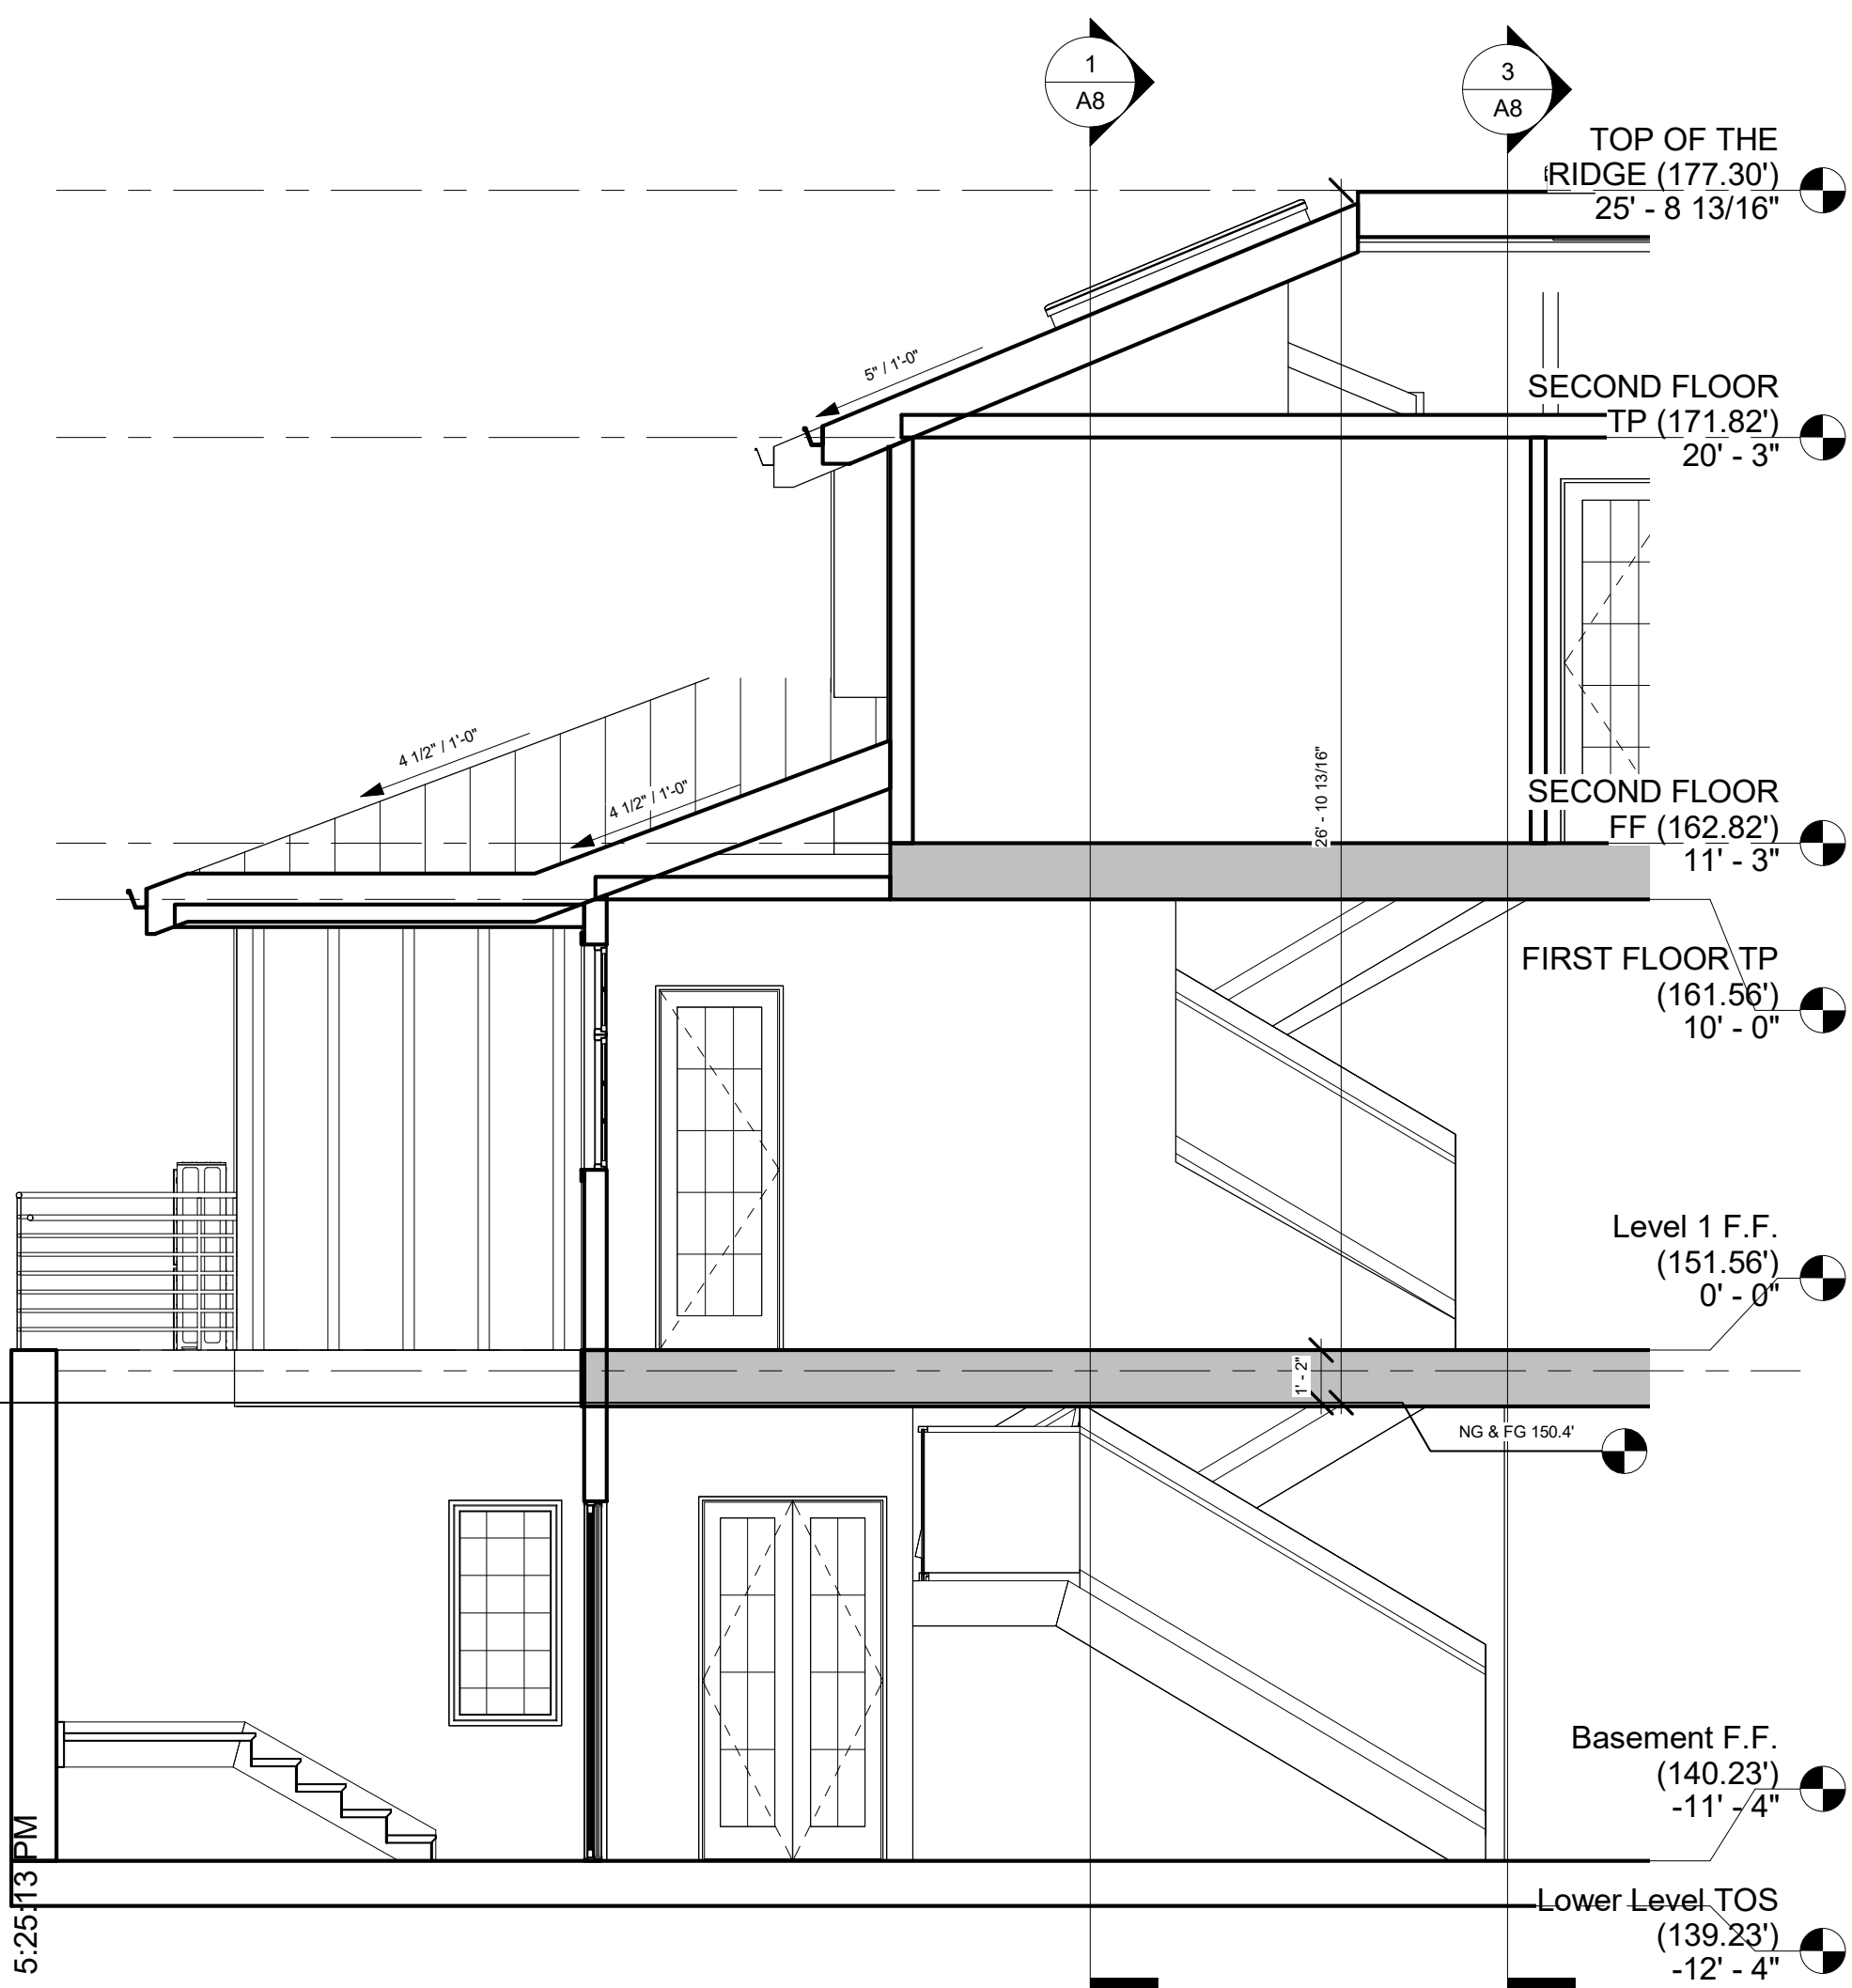 1
A8
3
A8
TOP OF THE
RIDGE (177.30')
25' - 8 13/16"
5" / 1'-0"
SECOND FLOOR
TP (171.82')
20' - 3"
4 1/2" / 1'-0"
4 1/2" / 1'-0"
26' - 10 13/16"
SECOND FLOOR
FF (162.82')
11' - 3"
FIRST FLOOR TP
(161.56')
10' - 0"
Level 1 F.F.
(151.56')
0' - 0"
1' - 2"
NG & FG 150.4'
Basement F.F.
(140.23')
-11' - 4"
5:25:13 PM
Lower Level TOS
(139.23')
-12' - 4"